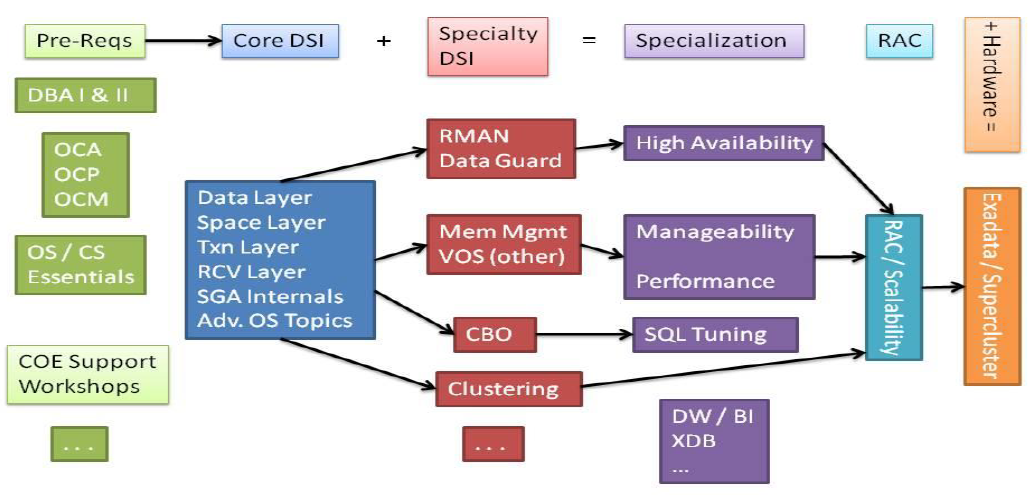 Pre-Reqs
Core DSI
+
Specialty
DSI
=
Specialization
RAC
+ Hardware =
DBA I & II
OCA
OCP
OCM
OS / CS
Essentials
COE Support
Workshops
...
Data Layer
Space Layer
Txn Layer
RCV Layer
SGA Internals
Adv. OS Topics
RMAN
Data Guard
Mem Mgmt
VOS (other)
CBO
Clustering
...
High Availability
Manageability
Performance
SQL Tuning
DW / BI
XDB
...
RAC / Scalability
Exadata / Supercluster